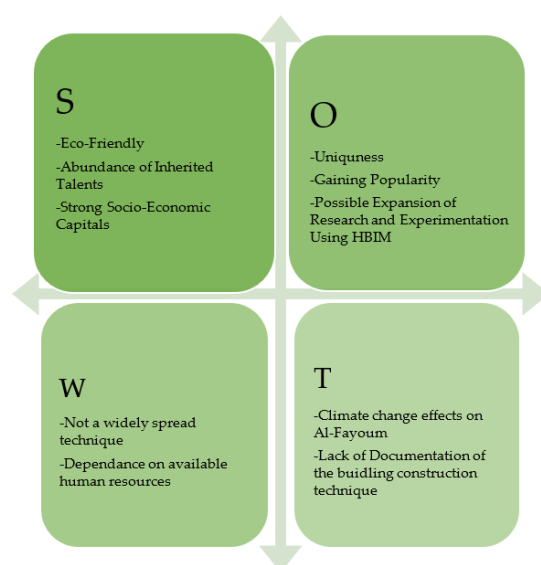 S
-Eco-Friendly
-Abundance of Inherited
Talents
-Strong Socio-Economic
Capitals
O
-Uniquness
-Gaining Popularity
-Possible Expansion of
Research and Experimentation
Using HBIM
W
-Not a widely spread
technique
-Dependance on available
human resources
T
-Climate change effects on
Al-Fayoum
-Lack of Documentation of
the buidling construction
technique